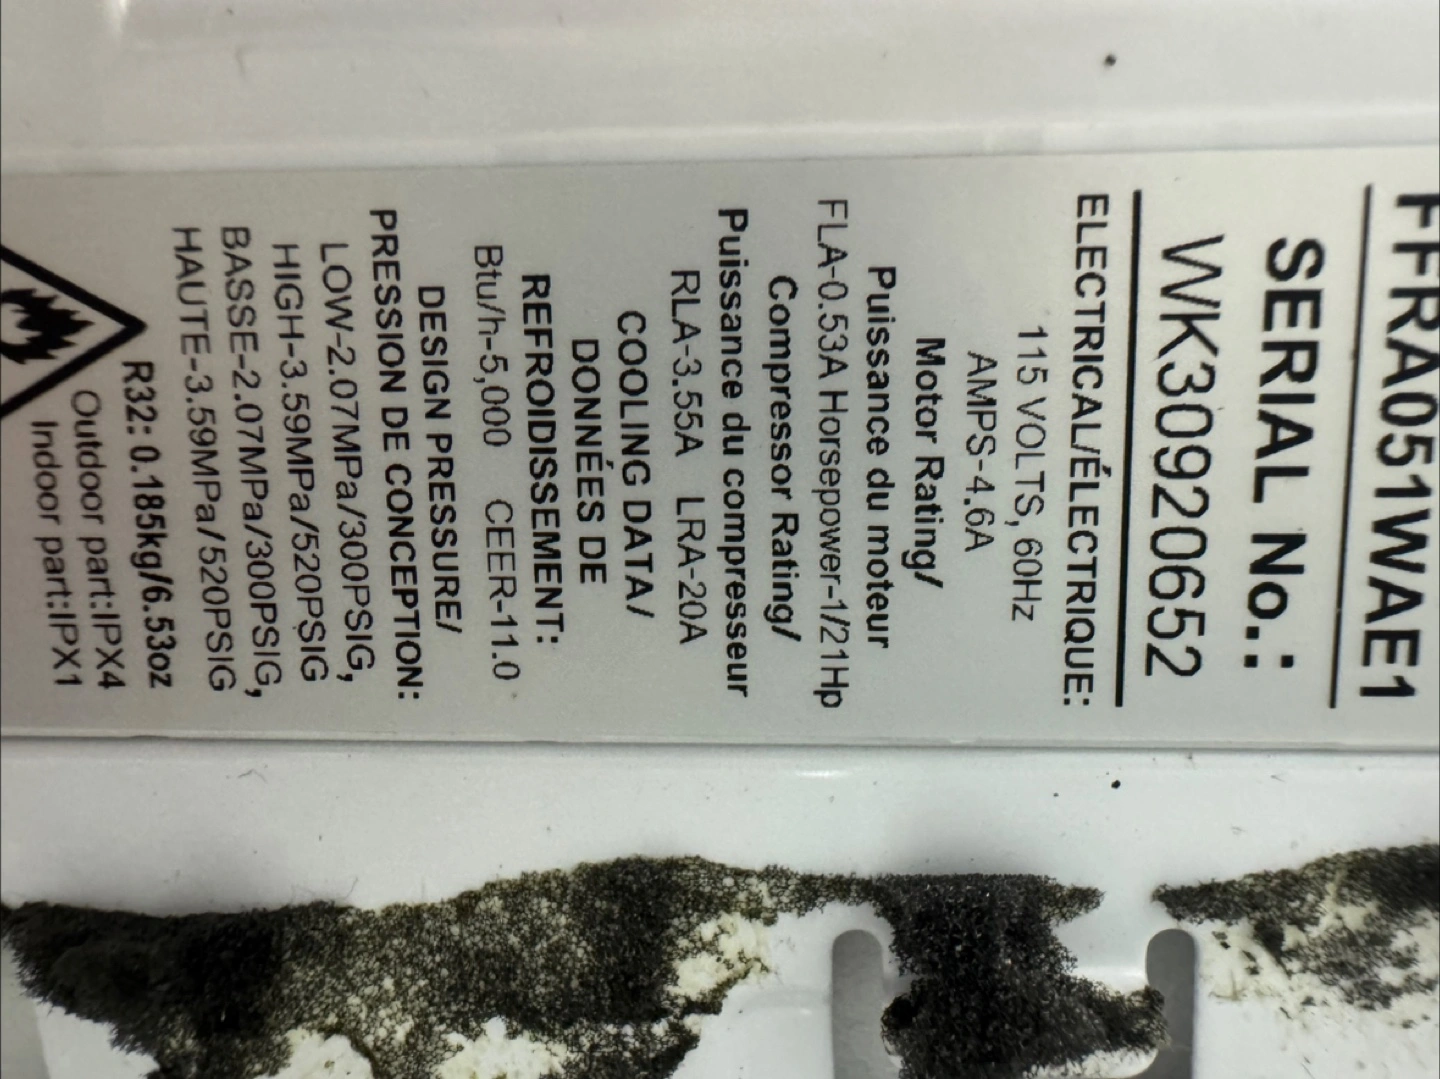 FFRA051WAE1
SERIAL No.:
WK30920652
ELECTRICAL/ÉLECTRIQUE:
115 VOLTS, 60Hz
AMPS-4.6A
Motor Rating/
Puissance du moteur
FLA-0.53A Horsepower-1/21Hp
Compressor Rating/
Puissance du compresseur
RLA-3.55A LRA-20A
COOLING DATA/
DONNÉES DE
REFROIDISSEMENT:
Btu/h-5,000 CEER-11.0
DESIGN PRESSURE/
PRESSION DE CONCEPTION:
LOW-2.07MPa/300PSIG,
HIGH-3.59MPa/520PSIG
BASSE-2.07MPa/300PSIG,
HAUTE-3.59MPa/520PSIG
R32: 0.185kg/6.53oz
Outdoor part:IPX4
Indoor part:IPX1